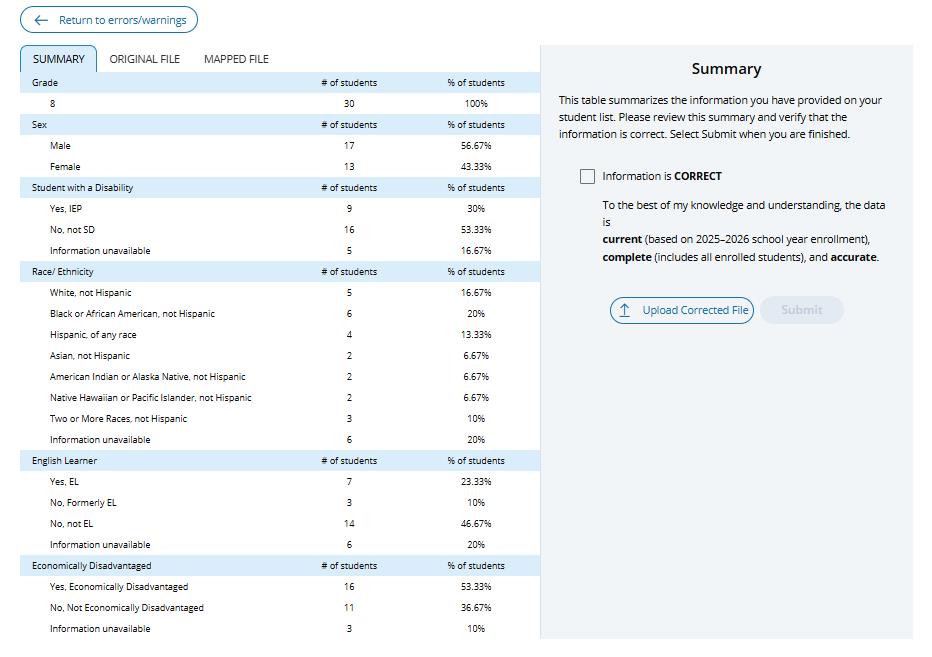 Return to errors/warnings
SUMMARY ORIGINAL FILE MAPPED FILE
Grade # of students % of students
8 30 100%
Sex # of students % of students
Male 17 56.67%
Female 13 43.33%
Student with a Disability # of students % of students
Yes, IEP 9 30%
No, not SD 16 53.33%
Information unavailable 5 16.67%
Race/ Ethnicity # of students % of students
White, not Hispanic 5 16.67%
Black or African American, not Hispanic 6 20%
Hispanic, of any race 4 13.33%
Asian, not Hispanic 2 6.67%
American Indian or Alaska Native, not Hispanic 2 6.67%
Native Hawaiian or Pacific Islander, not Hispanic 2 6.67%
Two or More Races, not Hispanic 3 10%
Information unavailable 6 20%
English Learner # of students % of students
Yes, EL 7 23.33%
No, Formerly EL 3 10%
No, not EL 14 46.67%
Information unavailable 6 20%
Economically Disadvantaged # of students % of students
Yes, Economically Disadvantaged 16 53.33%
No, Not Economically Disadvantaged 11 36.67%
Information unavailable 3 10%
Summary
This table summarizes the information you have provided on your
student list. Please review this summary and verify that the
information is correct. Select Submit when you are finished.
Information is CORRECT
To the best of my knowledge and understanding, the data
is
current (based on 2025–2026 school year enrollment),
complete (includes all enrolled students), and accurate.
Upload Corrected File Submit